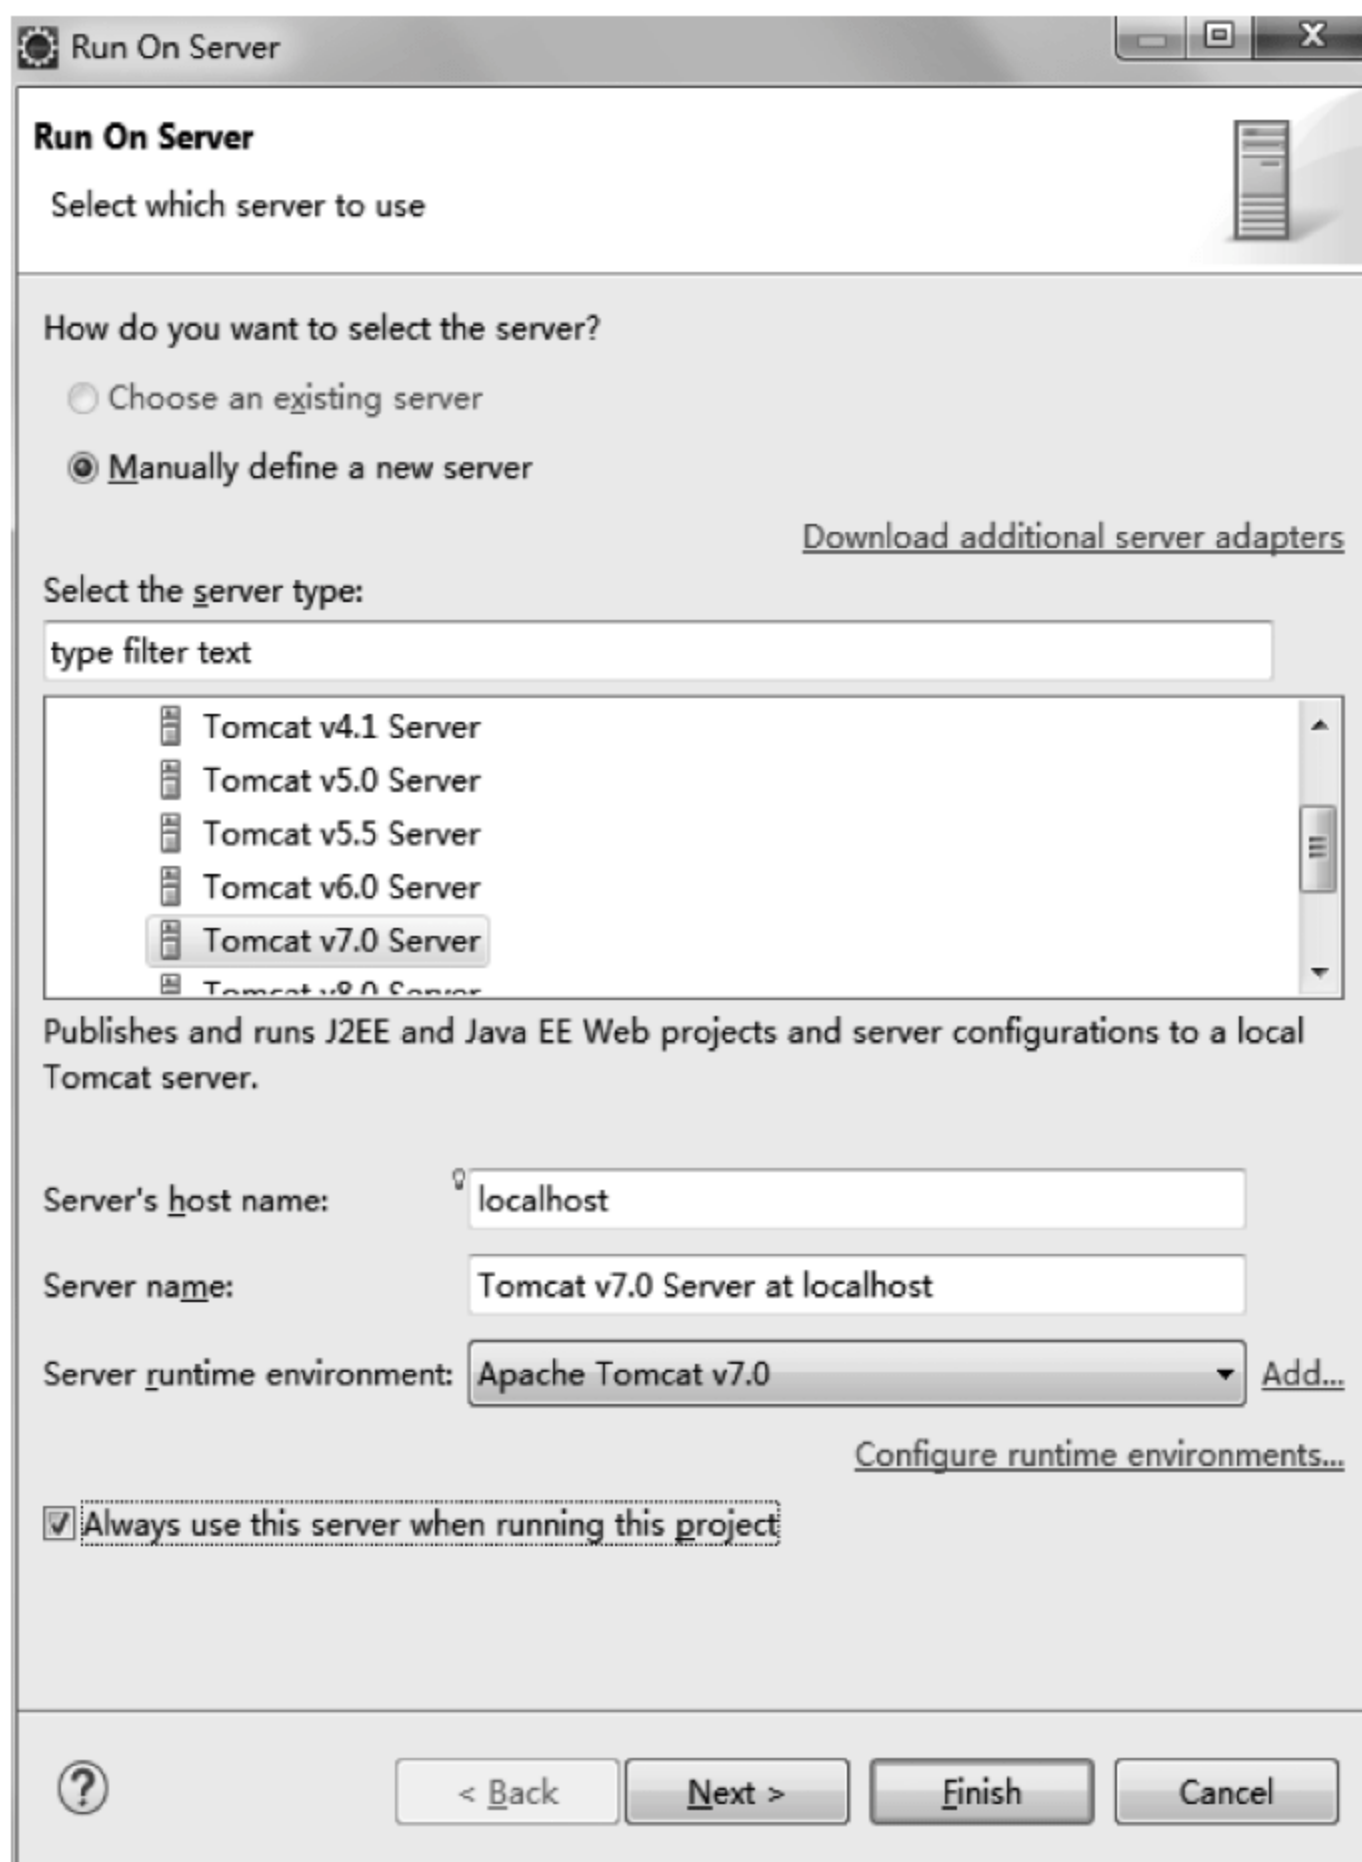 Run On Server
Run On Server
Select which server to use
How do you want to select the server?
Choose an existing server
Manually define a new server
Download additional server adapters
Select the server type:
type filter text
Tomcat v4.1 Server
Tomcat v5.0 Server
Tomcat v5.5 Server
Tomcat v6.0 Server
Tomcat v7.0 Server
Tomcat v8.0 Server
Publishes and runs J2EE and Java EE Web projects and server configurations to a local
Tomcat server.
Server's host name: localhost
Server name: Tomcat v7.0 Server at localhost
Server runtime environment: Apache Tomcat v7.0 Add...
Configure runtime environments...
Always use this server when running this project
? < Back Next > Finish Cancel